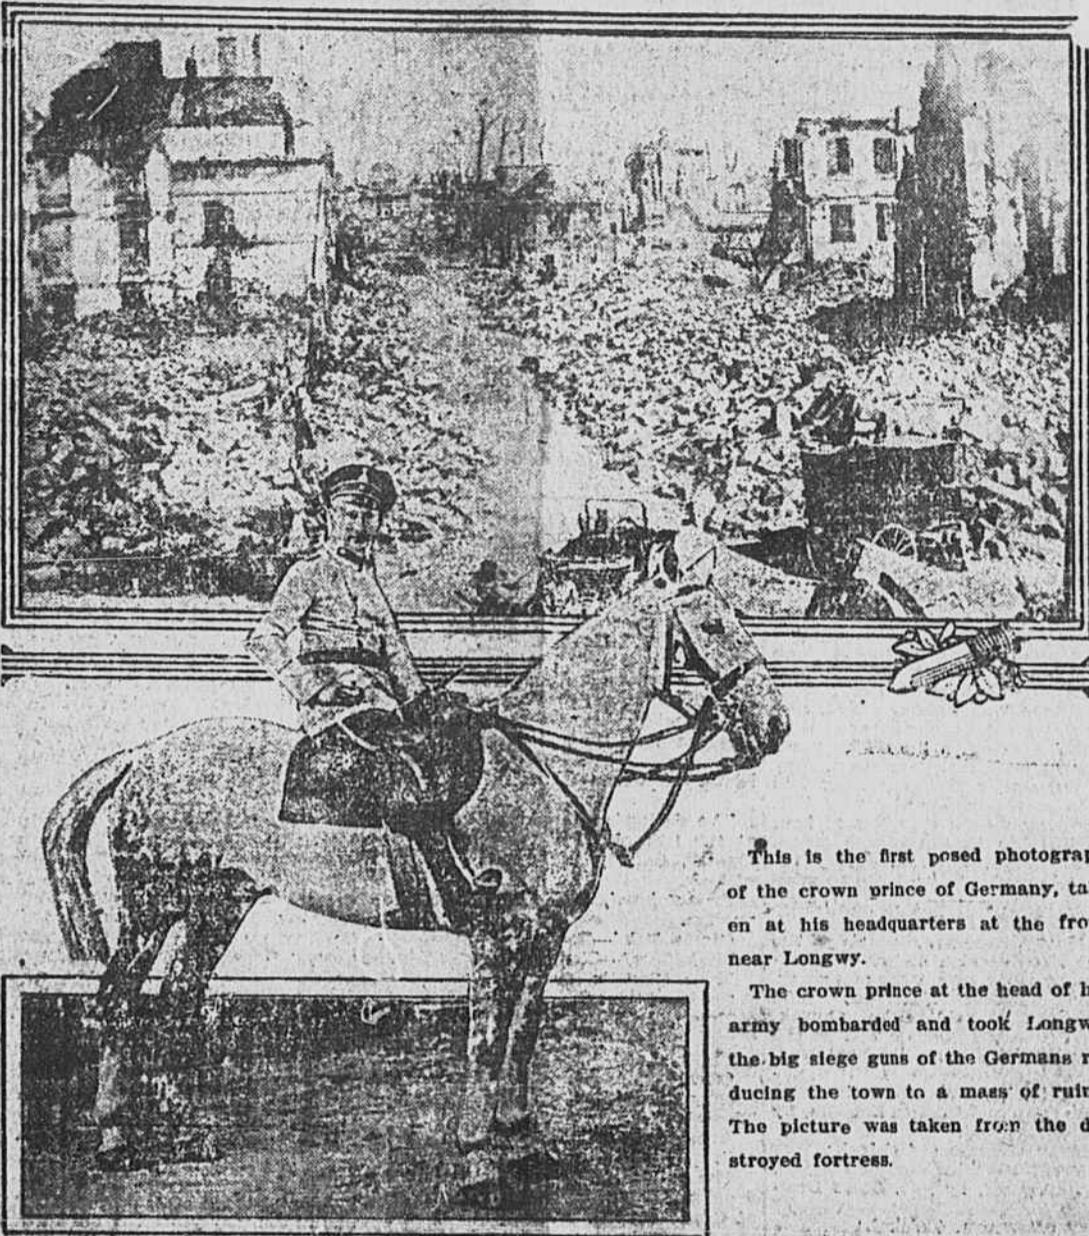 This is the first posed photograp
of the crown prince of Germany, ta
en at his headquarters at the fro
near Longwy.
The crown prince at the head of h
army bombarded and took Longw
the big siege guns of the Germans r
ducing the town to a mass of ruin
The picture was taken from the d
stroyed fortress.